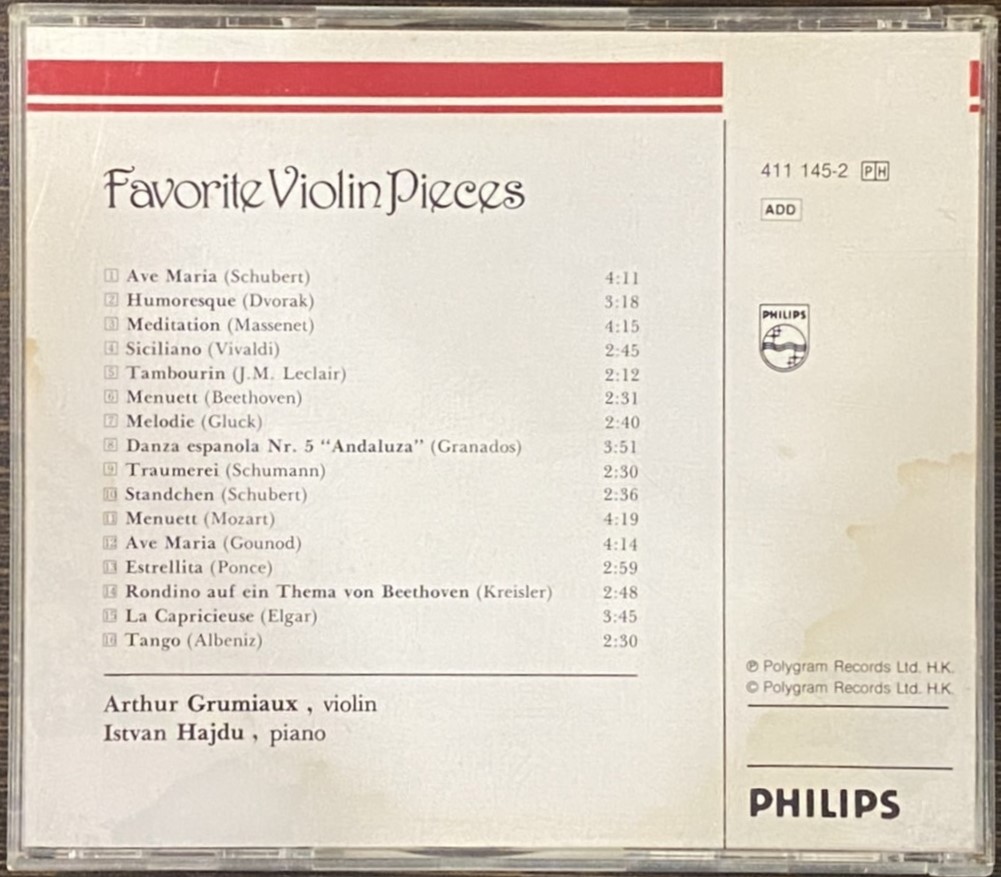 Favorite Violin Pieces
1 Ave Maria (Schubert) 4:11
2 Humoresque (Dvorak) 3:18
3 Meditation (Massenet) 4:15
4 Siciliano (Vivaldi) 2:45
5 Tambourin (J.M. Leclair) 2:12
6 Menuett (Beethoven) 2:31
7 Melodie (Gluck) 2:40
8 Danza espanola Nr. 5 “Andaluza” (Granados) 3:51
9 Traumerei (Schumann) 2:30
10 Standchen (Schubert) 2:36
11 Menuett (Mozart) 4:19
12 Ave Maria (Gounod) 4:14
13 Estrellita (Ponce) 2:59
14 Rondino auf ein Thema von Beethoven (Kreisler) 2:48
15 La Capricieuse (Elgar) 3:45
16 Tango (Albeniz) 2:30
Arthur Grumiaux , violin
Istvan Hajdu , piano
411 145-2 PH
ADD
PHILIPS
℗ Polygram Records Ltd. H.K.
© Polygram Records Ltd. H.K.
PHILIPS